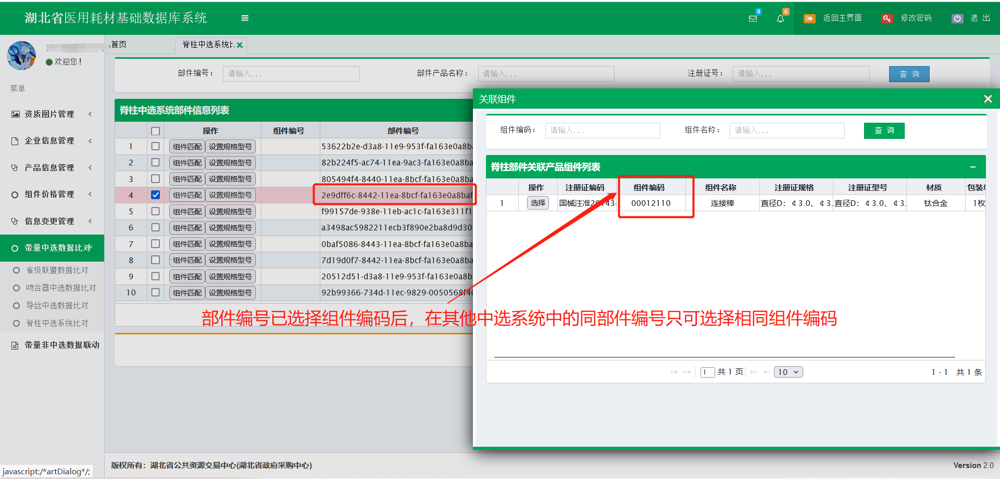 湖北省医用耗材基础数据库系统
0
6
返回主界面
修改密码
退 出
欢迎您!
菜单
资质图片管理
企业信息管理
产品信息管理
组件价格管理
信息变更管理
带量中选数据比对
省级联盟数据比对
吻合器中选数据比对
导丝中选数据比对
脊柱中选系统比对
带量非中选数据联动
首页
脊柱中选系统比.
部件编号： 请输入...
部件产品名称： 请输入...
注册证号： 请输入...
查 询
脊柱中选系统部件信息列表
操作 组件编号 部件编号
1 组件匹配 设置规格型号 53622b2e-d3a8-11e9-953f-fa163e0a8ba
2 组件匹配 设置规格型号 82b224f5-ac74-11ea-9ac3-fa163e0a8ba
3 组件匹配 设置规格型号 805494f4-8440-11ea-8bcf-fa163e0a8ba
4 组件匹配 设置规格型号 2e9dff6c-8442-11ea-8bcf-fa163e0a8baf
5 组件匹配 设置规格型号 f99157de-938e-11eb-ac1c-fa163e311f1
6 组件匹配 设置规格型号 a3498ac5982211ecb3f890e2ba8d9d30
7 组件匹配 设置规格型号 0baf5086-8443-11ea-8bcf-fa163e0a8ba
8 组件匹配 设置规格型号 7d19d0f7-8442-11ea-8bcf-fa163e0a8ba
9 组件匹配 设置规格型号 20512d51-d3a8-11e9-953f-fa163e0a8b
10 组件匹配 设置规格型号 92b99366-734d-11ec-9829-0050568f40
关联组件
组件编码： 请输入...
组件名称： 请输入...
查 询
脊柱部件关联产品组件列表
操作 注册证编码 组件编码 组件名称 注册证规格 注册证型号 材质 包装单
1 选择 国械注准20143 00012110 连接棒 直径D：￠3.0、￠3. 直径D：￠3.0、￠3. 钛合金 1枚
部件编号已选择组件编码后，在其他中选系统中的同部件编号只可选择相同组件编码
1 共 1 页 10
1 - 1 共 1 条
版权所有：湖北省公共资源交易中心(湖北省政府采购中心)
Version 2.0
javascript:/*artDialog*/;